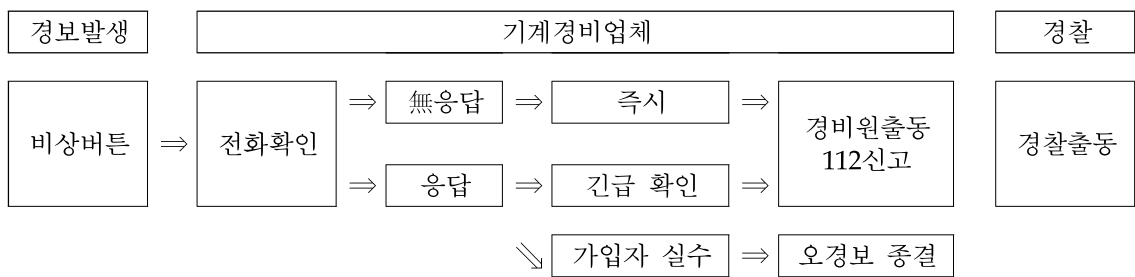 경보발생 기계경비업체 경찰
⇒ 無응답 ⇒ 즉시 ⇒
비상버튼 ⇒ 전화확인 경비원출동 경찰출동
112신고
⇒ 응답 ⇒ 긴급 확인 ⇒
⇘ 가입자 실수 ⇒ 오경보 종결